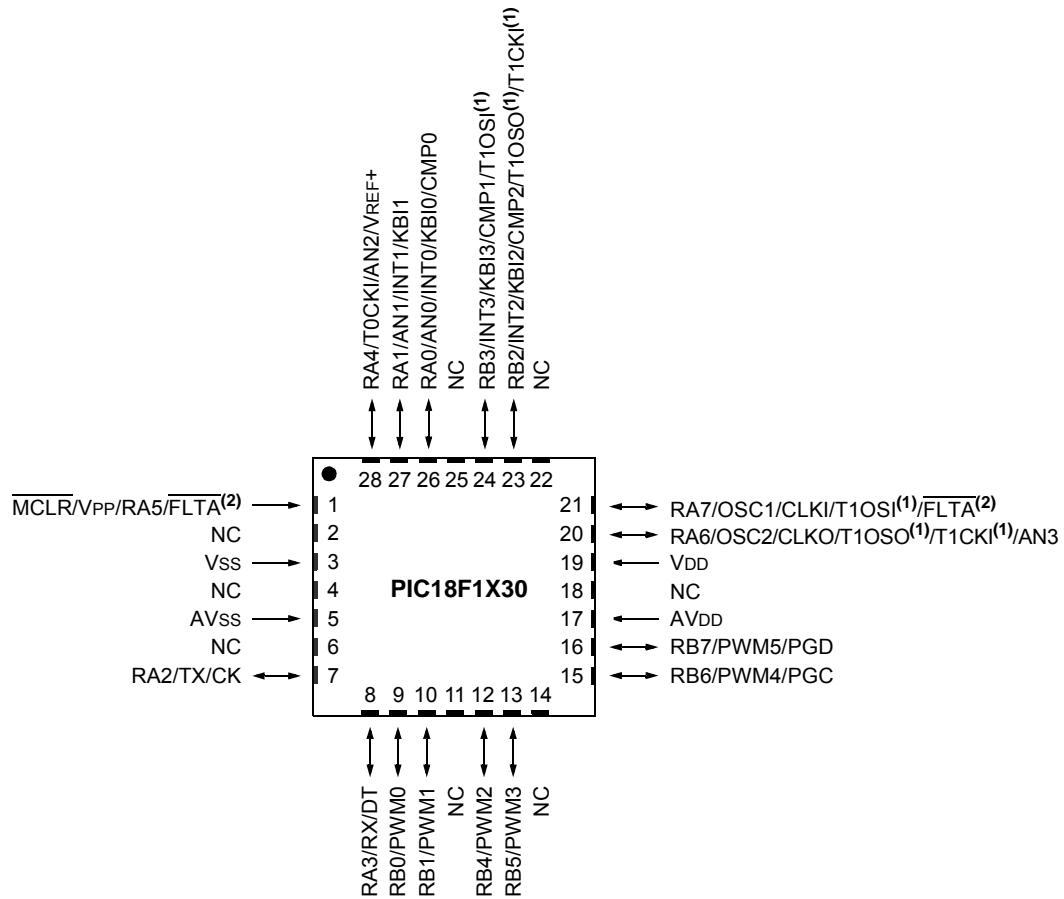 RA4/T0CKI/AN2/VREF+
RA1/AN1/INT1/KBI1
RA0/AN0/INT0/KBI0/CMP0
NC
RB3/INT3/KBI3/CMP1/T1OSI(1)
RB2/INT2/KBI2/CMP2/T1OSO(1)/T1CKI(1)
NC
28 27 26 25 24 23 22
MCLR/VPP/RA5/FLTA(2) 1
NC 2
VSS 3
NC 4
AVSS 5
NC 6
RA2/TX/CK 7
PIC18F1X30
21 RA7/OSC1/CLKI/T1OSI(1)/FLTA(2)
20 RA6/OSC2/CLKO/T1OSO(1)/T1CKI(1)/AN3
19 VDD
18 NC
17 AVDD
16 RB7/PWM5/PGD
15 RB6/PWM4/PGC
8 9 10 11 12 13 14
RA3/RX/DT
RB0/PWM0
RB1/PWM1
NC
RB4/PWM2
RB5/PWM3
NC